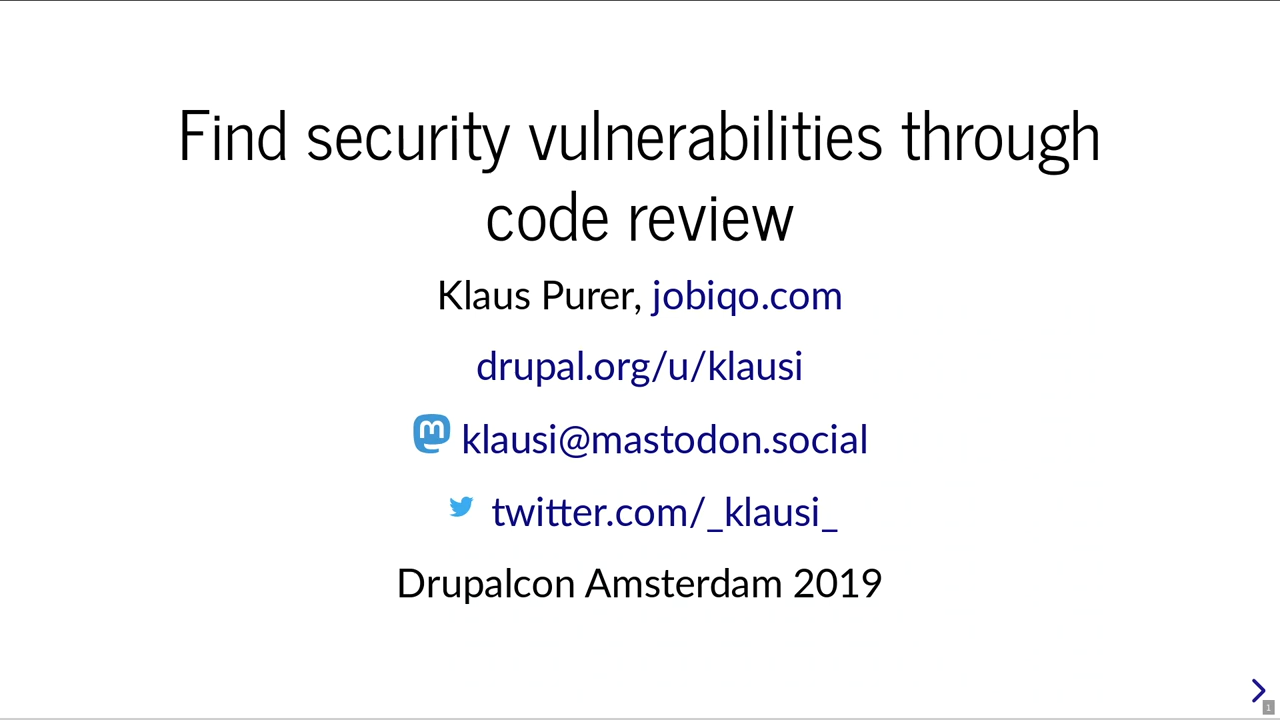 Find security vulnerabilities through
code review
Klaus Purer, jobiqo.com
drupal.org/u/klausi
klausi@mastodon.social
twitter.com/_klausi_
Drupalcon Amsterdam 2019
1